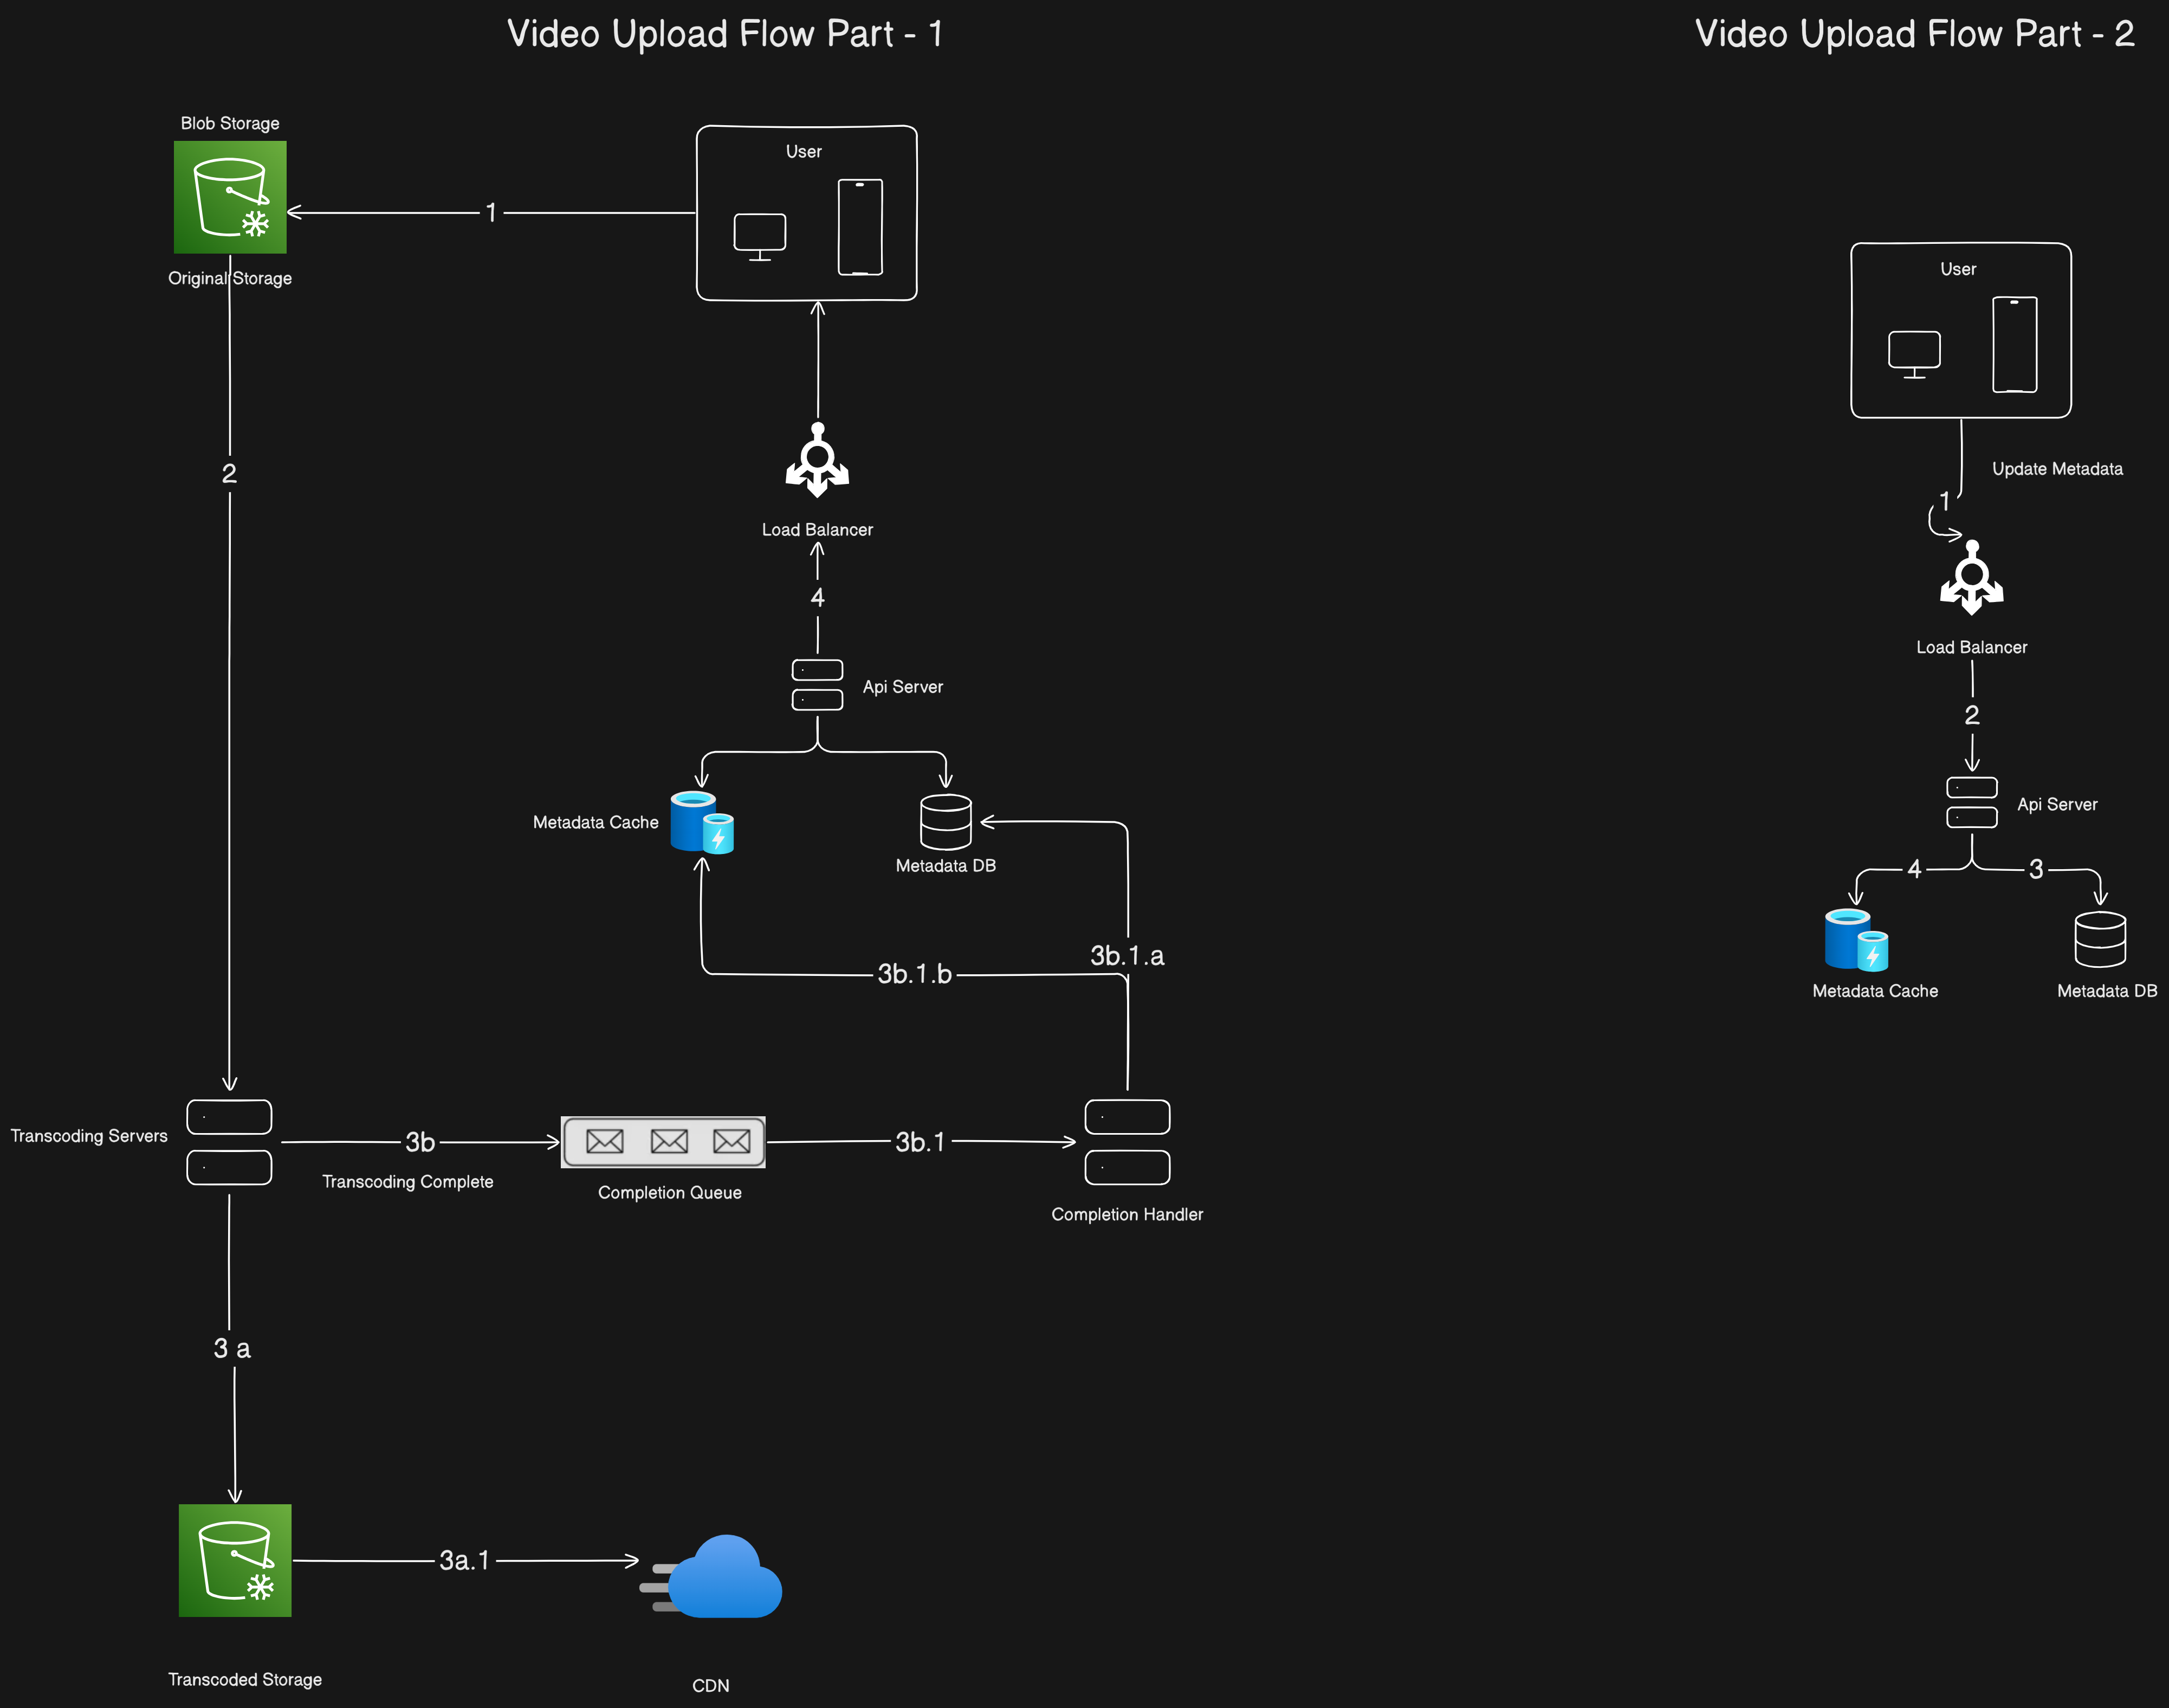 Video Upload Flow Part - 1
Blob Storage
User
1
Original Storage
2
Load Balancer
4
Api Server
Metadata Cache
Metadata DB
3b.1.a
3b.1.b
Transcoding Servers
3b
Transcoding Complete
Completion Queue
3b.1
Completion Handler
3 a
3a.1
Transcoded Storage
CDN
Video Upload Flow Part - 2
User
Update Metadata
1
Load Balancer
2
Api Server
4
3
Metadata Cache
Metadata DB